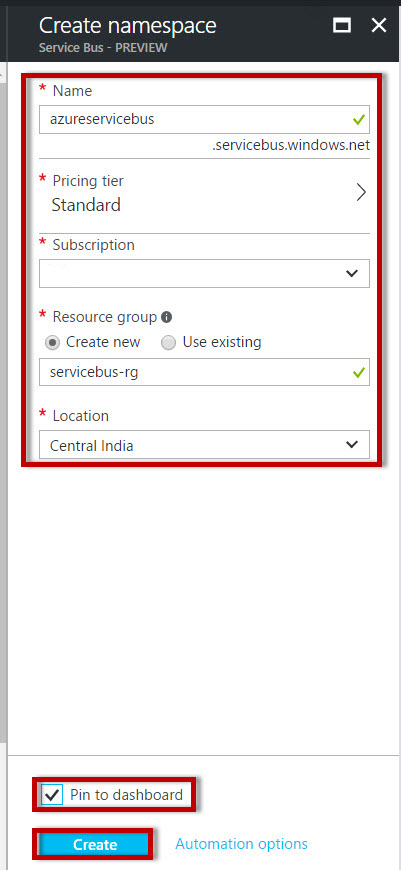 Create namespace
Service Bus - PREVIEW
* Name
azureservicebus
.servicebus.windows.net
* Pricing tier
Standard
* Subscription
* Resource group
Create new Use existing
servicebus-rg
* Location
Central India
Pin to dashboard
Create Automation options